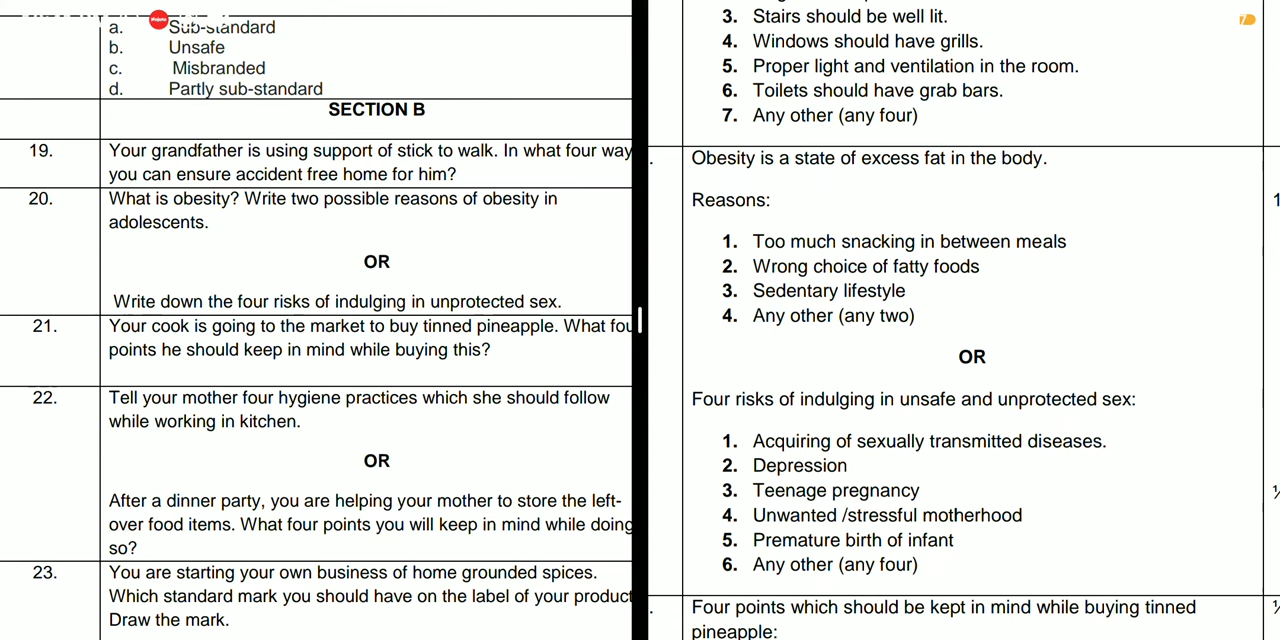 a. Sub-standard
b. Unsafe
c. Misbranded
d. Partly sub-standard
SECTION B
19. Your grandfather is using support of stick to walk. In what four way
you can ensure accident free home for him?
20. What is obesity? Write two possible reasons of obesity in
adolescents.
OR
Write down the four risks of indulging in unprotected sex.
21. Your cook is going to the market to buy tinned pineapple. What fou
points he should keep in mind while buying this?
22. Tell your mother four hygiene practices which she should follow
while working in kitchen.
OR
After a dinner party, you are helping your mother to store the left-
over food items. What four points you will keep in mind while doing
so?
23. You are starting your own business of home grounded spices.
Which standard mark you should have on the label of your product
Draw the mark.
3. Stairs should be well lit.
4. Windows should have grills.
5. Proper light and ventilation in the room.
6. Toilets should have grab bars.
7. Any other (any four)
. Obesity is a state of excess fat in the body.
Reasons: 1
1. Too much snacking in between meals
2. Wrong choice of fatty foods
3. Sedentary lifestyle
4. Any other (any two)
OR
Four risks of indulging in unsafe and unprotected sex:
1. Acquiring of sexually transmitted diseases.
2. Depression
3. Teenage pregnancy
4. Unwanted /stressful motherhood
5. Premature birth of infant
6. Any other (any four)
. Four points which should be kept in mind while buying tinned
pineapple: